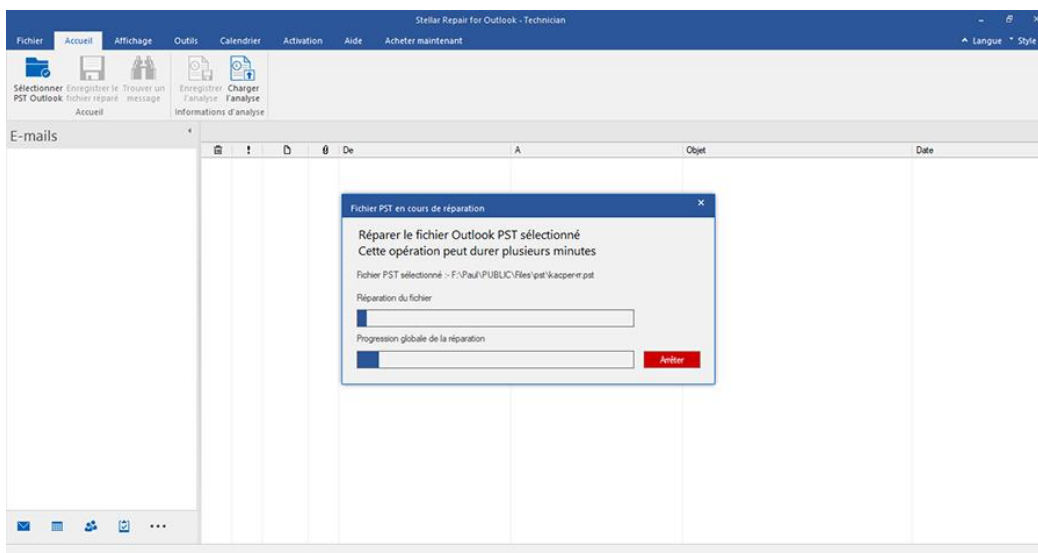 Stellar Repair for Outlook - Technician
Fichier Accueil Affichage Outils Calendrier Activation Aide Acheter maintenant Langue Style
Sélectionner Enregistrer le Trouver un Enregistrer Charger
PST Outlook fichier réparé message l'analyse l'analyse
Accueil Informations d'analyse
E-mails
De A Objet Date
Fichier PST en cours de réparation
Réparer le fichier Outlook PST sélectionné
Cette opération peut durer plusieurs minutes
Fichier PST sélectionné :- F:\Paul\PUBLIC\Files\pst\kacper-rr.pst
Réparation du fichier
Progression globale de la réparation
Arrêter